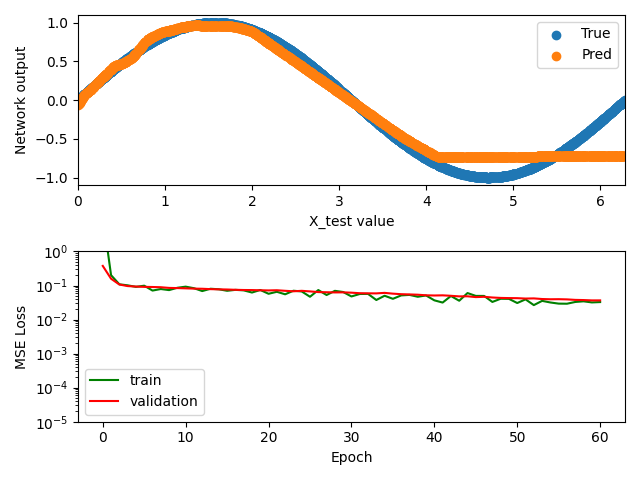 1.0
0.5
0.0
−0.5
−1.0
Network output
True
Pred
0 1 2 3 4 5 6
X_test value
10^0
10^-1
10^-2
10^-3
10^-4
10^-5
MSE Loss
train
validation
0 10 20 30 40 50 60
Epoch